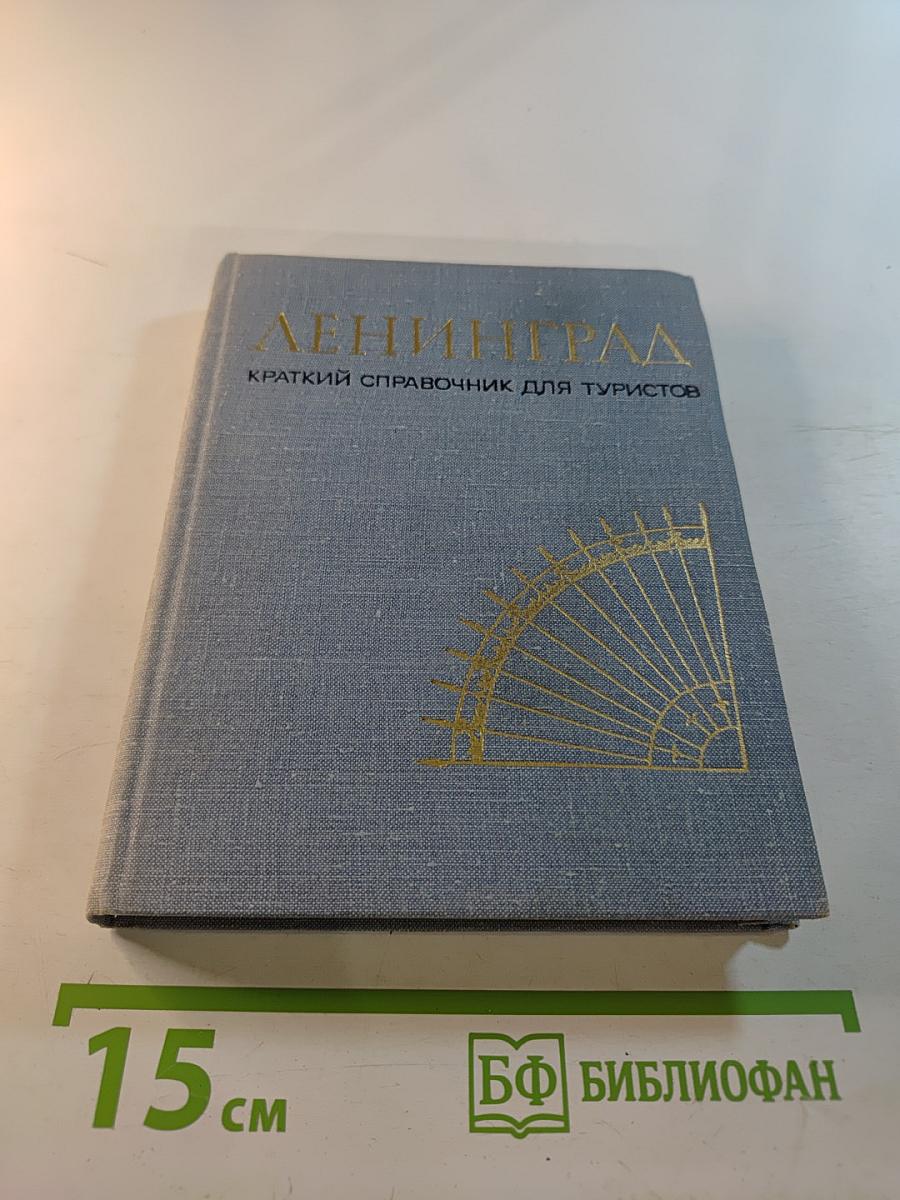 ЛЕНИНГРАД
КРАТКИЙ СПРАВОЧНИК ДЛЯ ТУРИСТОВ
15 см
БФ БИБЛИОФАН